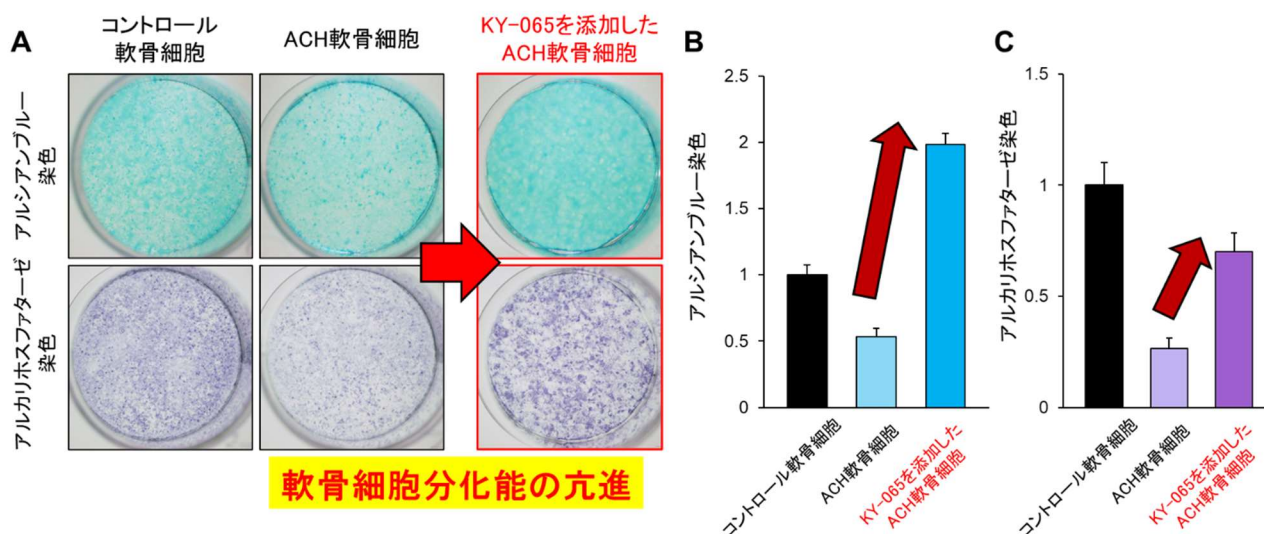 A
コントロール
軟骨細胞
ACH軟骨細胞
KY-065を添加した
ACH軟骨細胞
アルシアンブルー
染色
アルカリホスファターゼ
染色
軟骨細胞分化能の亢進
B
アルシアンブルー染色
2.5
2
1.5
1
0.5
0
コントロール軟骨細胞
ACH軟骨細胞
KY-065を添加した
ACH軟骨細胞
C
アルカリホスファターゼ染色
1.5
1
0.5
0
コントロール軟骨細胞
ACH軟骨細胞
KY-065を添加した
ACH軟骨細胞